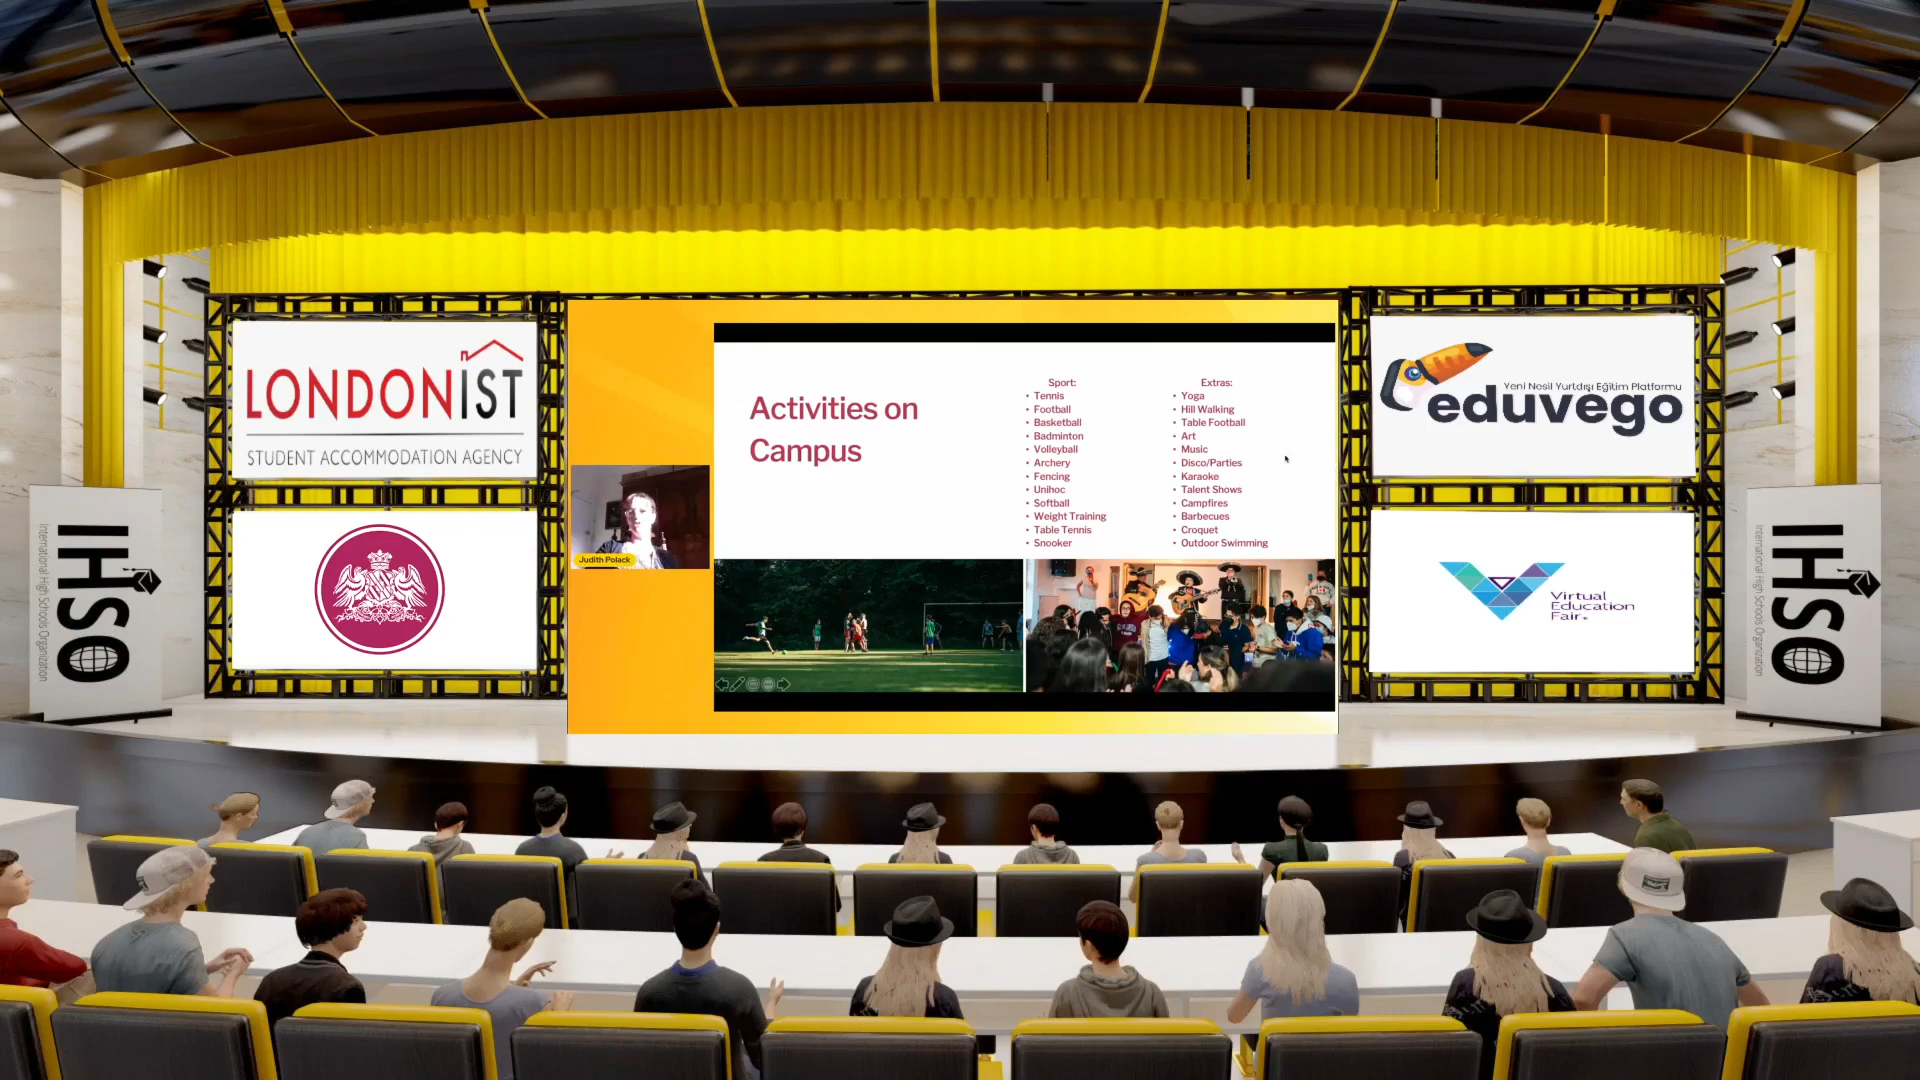 LONDONIST
STUDENT ACCOMMODATION AGENCY
IHSO
International High Schools Organization
Judith Polack
Activities on
Campus
Sport:
• Tennis
• Football
• Basketball
• Badminton
• Volleyball
• Archery
• Fencing
• Unihoc
• Softball
• Weight Training
• Table Tennis
• Snooker
Extras:
• Yoga
• Hill Walking
• Table Football
• Art
• Music
• Disco/Parties
• Karaoke
• Talent Shows
• Campfires
• Barbecues
• Croquet
• Outdoor Swimming
Yeni Nesil Yurtdışı Eğitim Platformu
eduvego
Virtual
Education
Fair
IHSO
International High Schools Organization